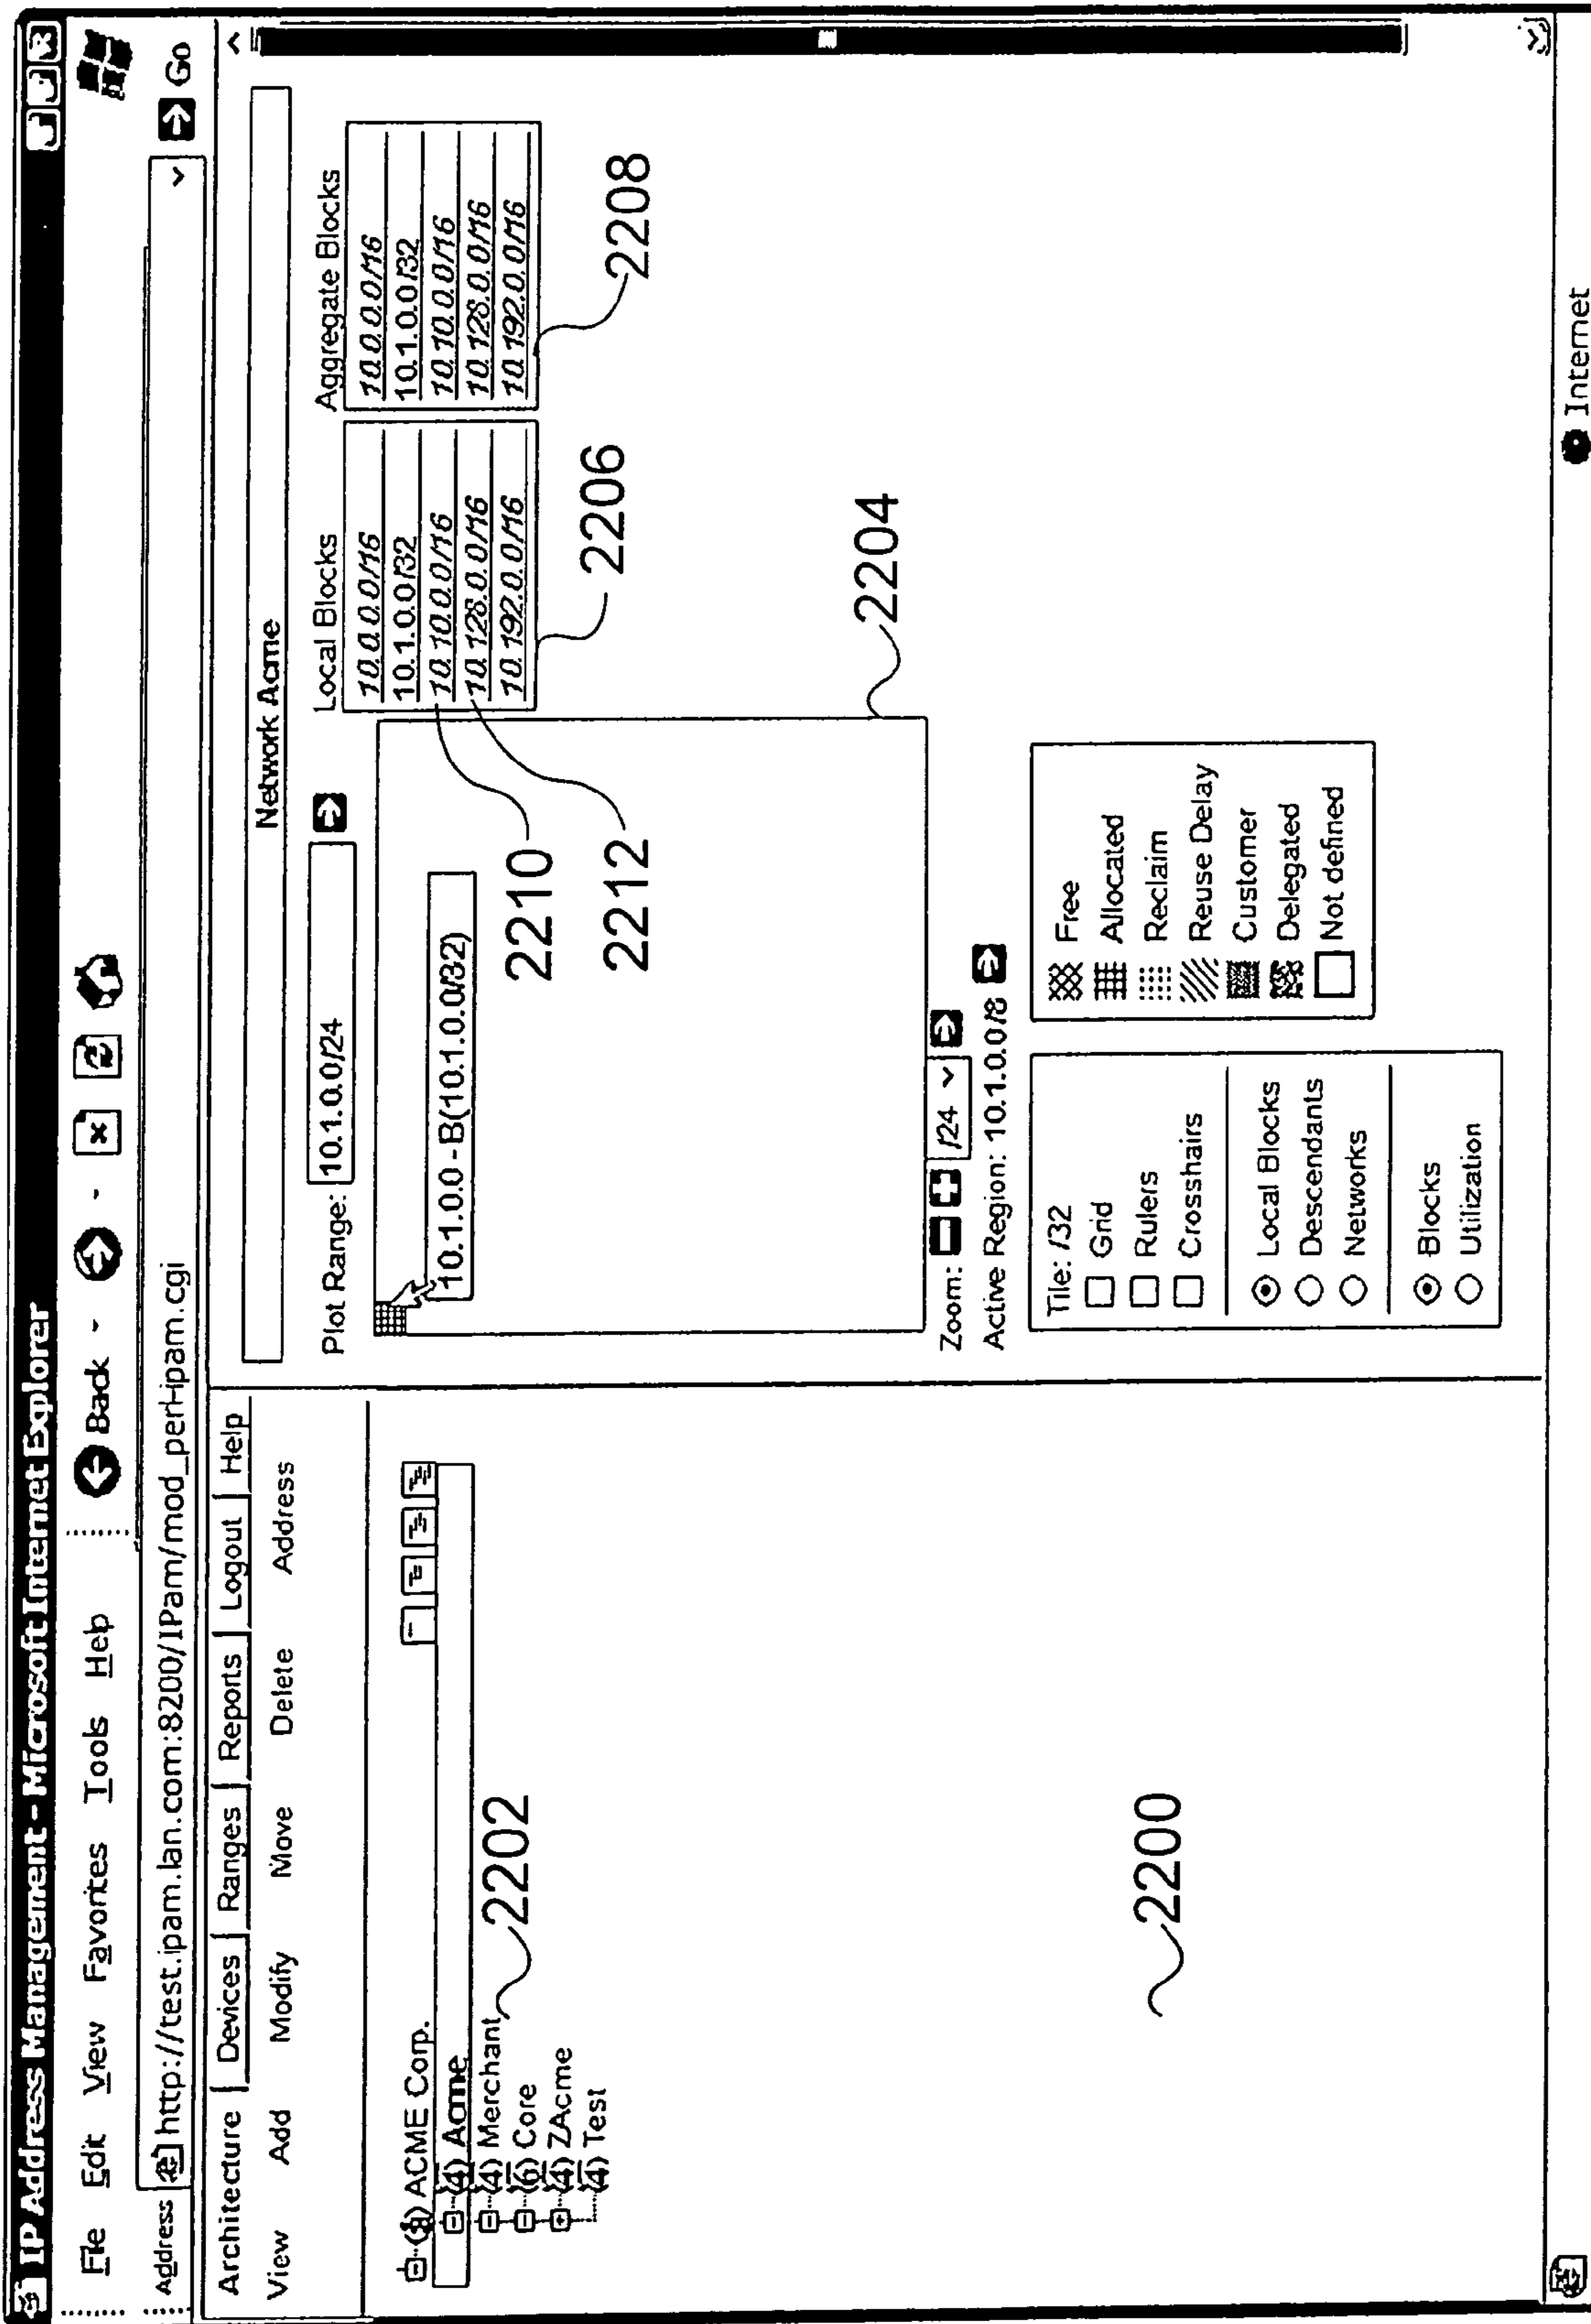 IP Address Management - Microsoft Internet Explorer
File Edit View Favorites Tools Help
Back
Address http://test.ipam.lan.com:8200/IPam/mod_perl-ipam.cgi
Go
Architecture Devices Ranges Reports Logout Help
View Add Modify Move Delete Address
ACME Corp.
(4) Acme
(4) Merchant
(6) Core
(4) ZAcme
(4) Test
2202
2200
Network Acme
Plot Range: 10.1.0.0/24
10.1.0.0 - B(10.1.0.0/32)
Local Blocks
10.0.0.0/16
10.1.0.0/32
10.10.0.0/16
10.128.0.0/16
10.192.0.0/16
Aggregate Blocks
10.0.0.0/16
10.1.0.0/32
10.10.0.0/16
10.128.0.0/16
10.192.0.0/16
2210
2212
2206
2208
2204
Zoom: /24
Active Region: 10.1.0.0/8
Tile: /32
Grid
Rulers
Crosshairs
Local Blocks
Descendants
Networks
Blocks
Utilization
Free
Allocated
Reclaim
Reuse Delay
Customer
Delegated
Not defined
Internet